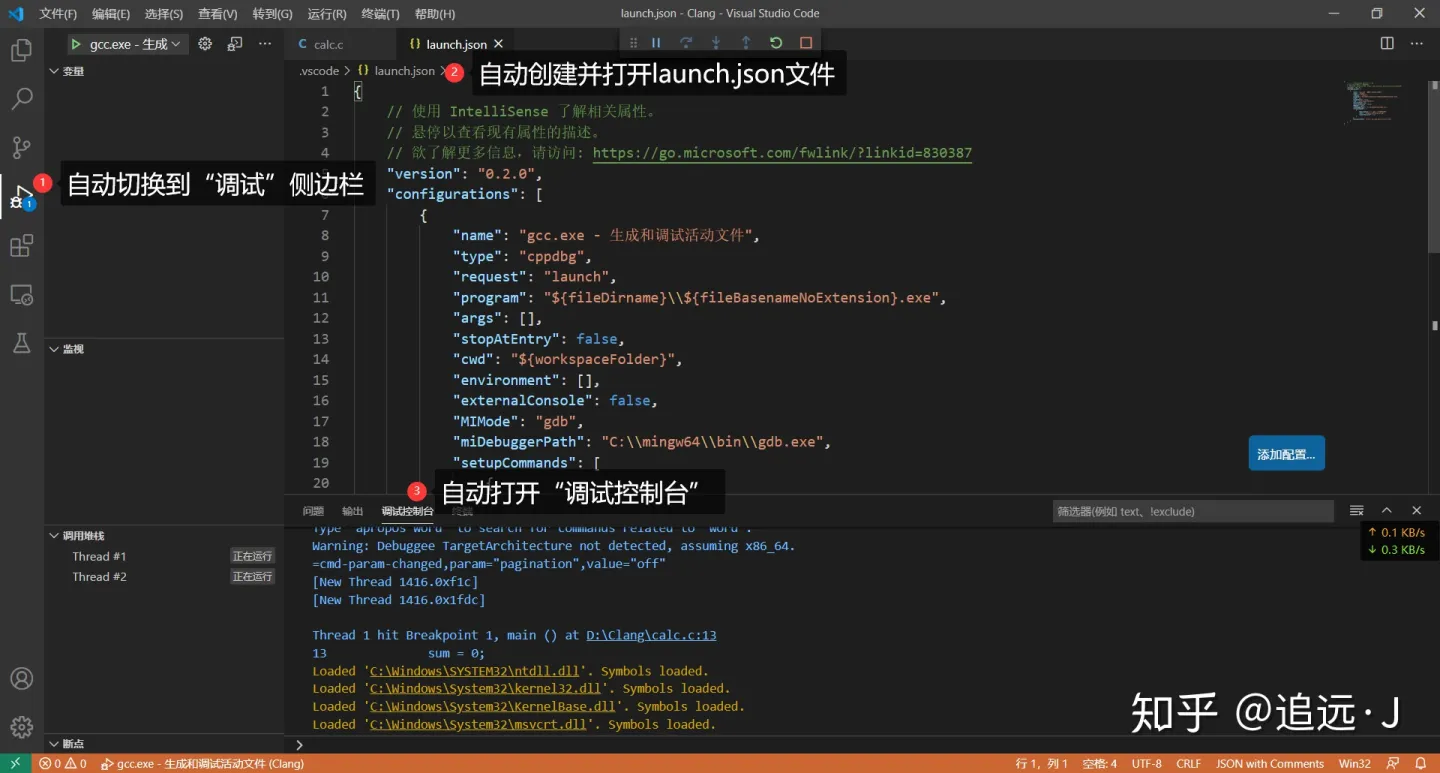 文件(F) 编辑(E) 选择(S) 查看(V) 转到(G) 运行(R) 终端(T) 帮助(H) launch.json - Clang - Visual Studio Code
gcc.exe - 生成 calc.c {} launch.json
变量
.vscode > {} launch.json >
2 自动创建并打开launch.json文件
1 {
2 // 使用 IntelliSense 了解相关属性。
3 // 悬停以查看现有属性的描述。
4 // 欲了解更多信息，请访问: https://go.microsoft.com/fwlink/?linkid=830387
"version": "0.2.0",
1 自动切换到“调试”侧边栏
1
"configurations": [
7 {
8 "name": "gcc.exe - 生成和调试活动文件",
9 "type": "cppdbg",
10 "request": "launch",
11 "program": "${fileDirname}\\${fileBasenameNoExtension}.exe",
12 "args": [],
13 "stopAtEntry": false,
14 "cwd": "${workspaceFolder}",
15 "environment": [],
16 "externalConsole": false,
17 "MIMode": "gdb",
18 "miDebuggerPath": "C:\\mingw64\\bin\\gdb.exe",
19 "setupCommands": [
20 {
监视
添加配置...
3 自动打开“调试控制台”
问题 输出 调试控制台 终端 筛选器(例如 text、!exclude)
Type "apropos word" to search for commands related to "word".
Warning: Debuggee TargetArchitecture not detected, assuming x86_64.
=cmd-param-changed,param="pagination",value="off"
[New Thread 1416.0xf1c]
[New Thread 1416.0x1fdc]
Thread 1 hit Breakpoint 1, main () at D:\Clang\calc.c:13
13 sum = 0;
Loaded 'C:\Windows\SYSTEM32\ntdll.dll'. Symbols loaded.
Loaded 'C:\Windows\System32\kernel32.dll'. Symbols loaded.
Loaded 'C:\Windows\System32\KernelBase.dll'. Symbols loaded.
Loaded 'C:\Windows\System32\msvcrt.dll'. Symbols loaded.
>
↑ 0.1 KB/s
↓ 0.3 KB/s
调用堆栈
Thread #1 正在运行
Thread #2 正在运行
断点
知乎 @追远·J
0 0 gcc.exe - 生成和调试活动文件 (Clang) 行 1，列 1 空格: 4 UTF-8 CRLF JSON with Comments Win32